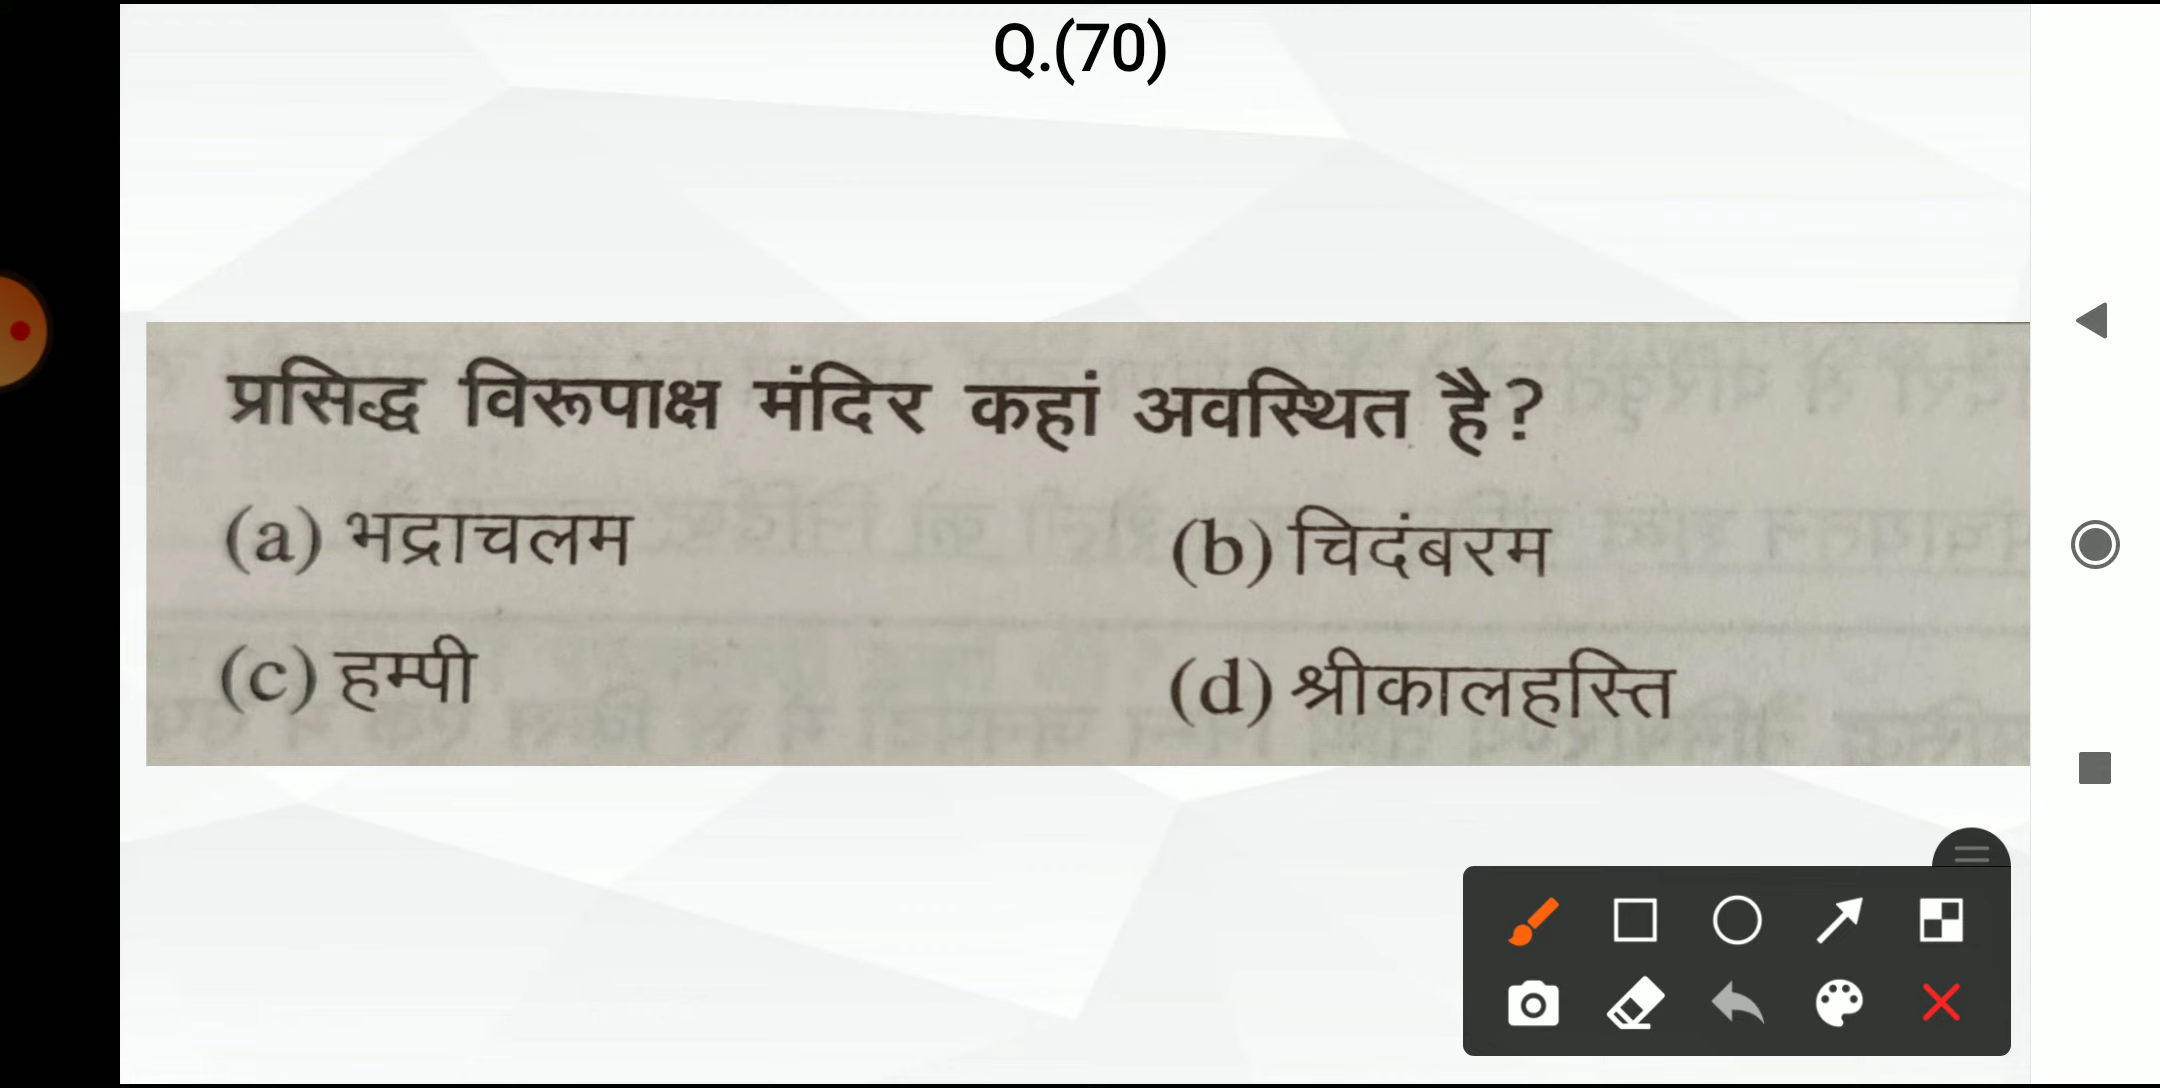 Q.(70)
प्रसिद्ध विरूपाक्ष मंदिर कहां अवस्थित है?
(a) भद्राचलम (b) चिदंबरम
(c) हम्पी (d) श्रीकालहस्ति